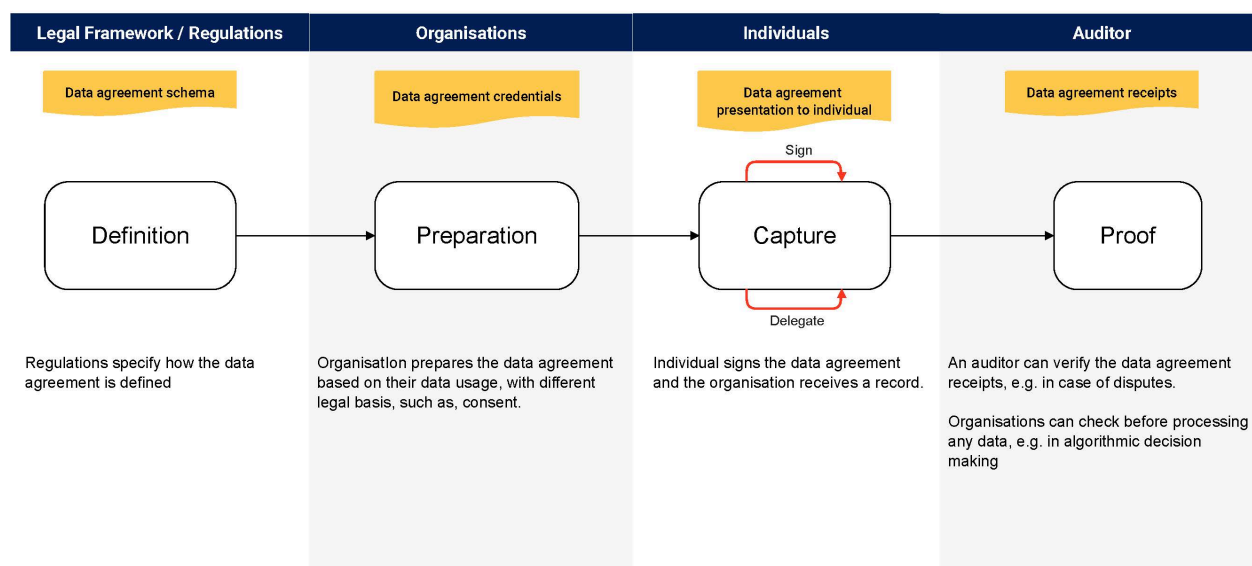 Legal Framework / Regulations
Organisations
Individuals
Auditor
Data agreement schema
Data agreement credentials
Data agreement
presentation to individual
Data agreement receipts
Sign
Definition
Preparation
Capture
Proof
Delegate
Regulations specify how the data
agreement is defined
OrganisatIon prepares the data agreement
based on their data usage, with different
legal basis, such as, consent.
Individual signs the data agreement
and the organisation receives a record.
An auditor can verify the data agreement
receipts, e.g. in case of disputes.
Organisations can check before processing
any data, e.g. in algorithmic decision
making